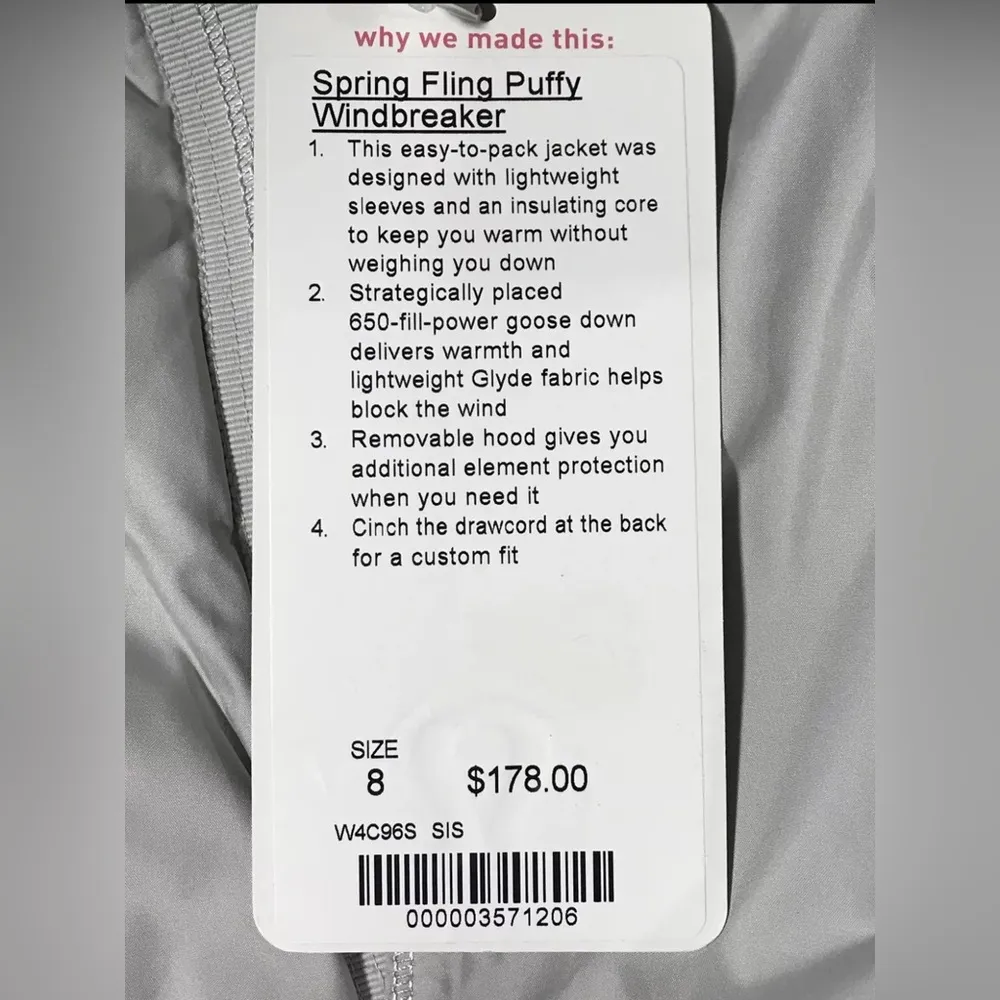 why we made this:
Spring Fling Puffy
Windbreaker
1. This easy-to-pack jacket was
designed with lightweight
sleeves and an insulating core
to keep you warm without
weighing you down
2. Strategically placed
650-fill-power goose down
delivers warmth and
lightweight Glyde fabric helps
block the wind
3. Removable hood gives you
additional element protection
when you need it
4. Cinch the drawcord at the back
for a custom fit
SIZE
8 $178.00
W4C96S SIS
000003571206